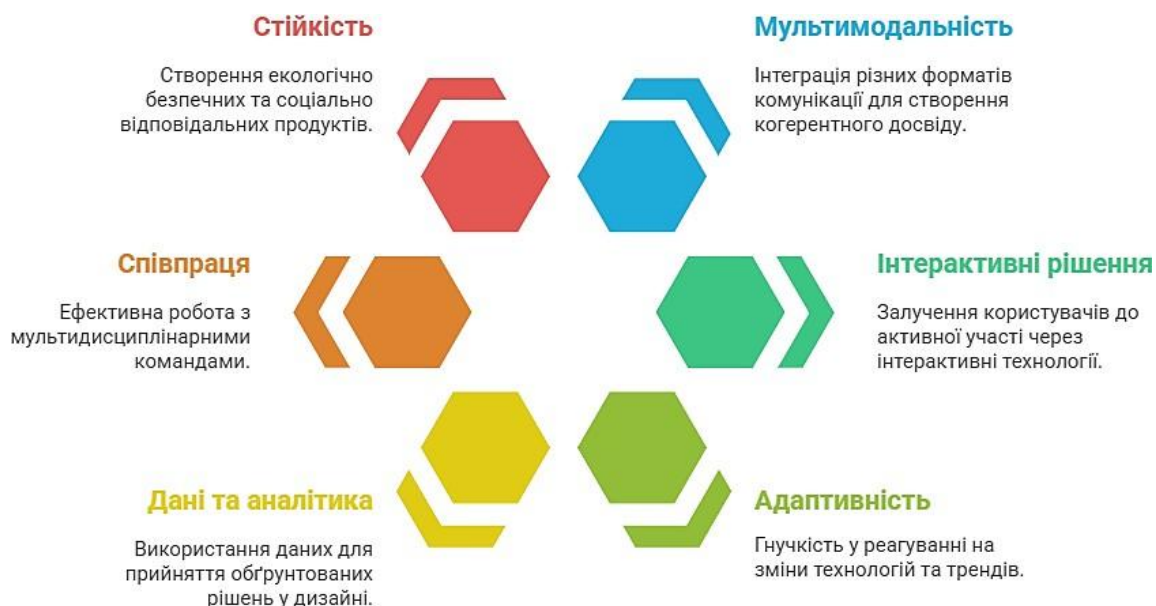 Стійкість
Створення екологічно
безпечних та соціально
відповідальних продуктів.
Мультимодальність
Інтеграція різних форматів
комунікації для створення
когерентного досвіду.
Співпраця
Ефективна робота з
мультидисциплінарними
командами.
Інтерактивні рішення
Залучення користувачів до
активної участі через
інтерактивні технології.
Дані та аналітика
Використання даних для
прийняття обґрунтованих
рішень у дизайні.
Адаптивність
Гнучкість у реагуванні на
зміни технологій та трендів.